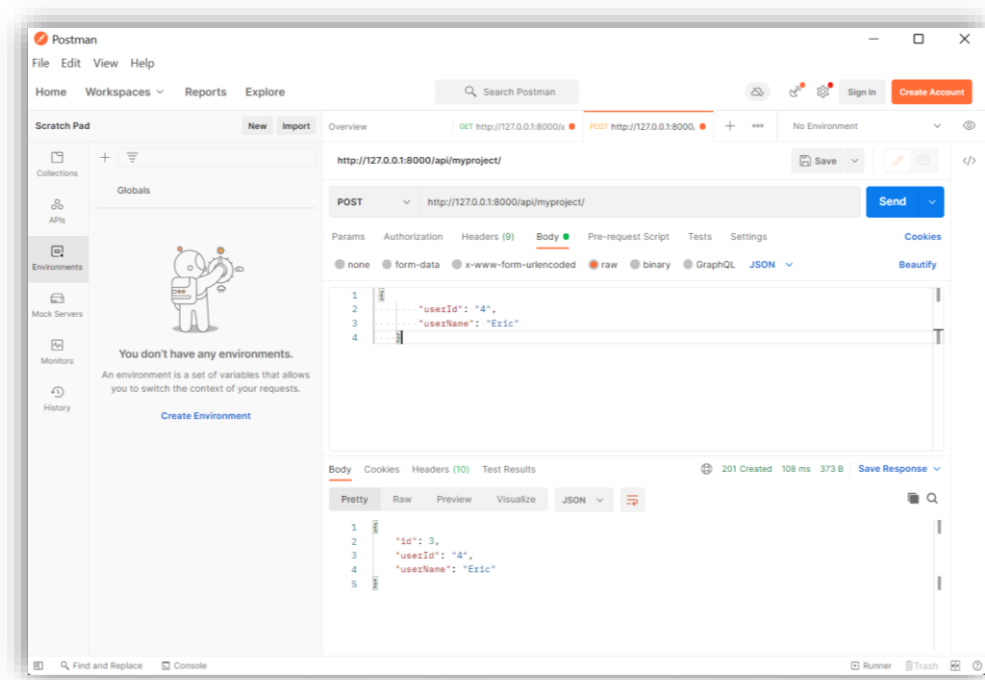 Postman
File Edit View Help
Home Workspaces Reports Explore
Search Postman
Sign In
Create Account
Scratch Pad
New Import
Overview
GET http://127.0.0.1:8000/a
POST http://127.0.0.1:8000,
No Environment
Collections
APIs
Environments
Mock Servers
Monitors
History
Globals
You don't have any environments.
An environment is a set of variables that allows
you to switch the context of your requests.
Create Environment
http://127.0.0.1:8000/api/myproject/
Save
POST http://127.0.0.1:8000/api/myproject/
Send
Params Authorization Headers (9) Body Pre-request Script Tests Settings
Cookies
none form-data x-www-form-urlencoded raw binary GraphQL JSON
Beautify
1 {
2 "userId": "4",
3 "userName": "Eric"
4 }
Body Cookies Headers (10) Test Results
201 Created 108 ms 373 B Save Response
Pretty Raw Preview Visualize JSON
1 {
2 "id": 3,
3 "userId": "4",
4 "userName": "Eric"
5 }
Find and Replace Console
Runner Trash